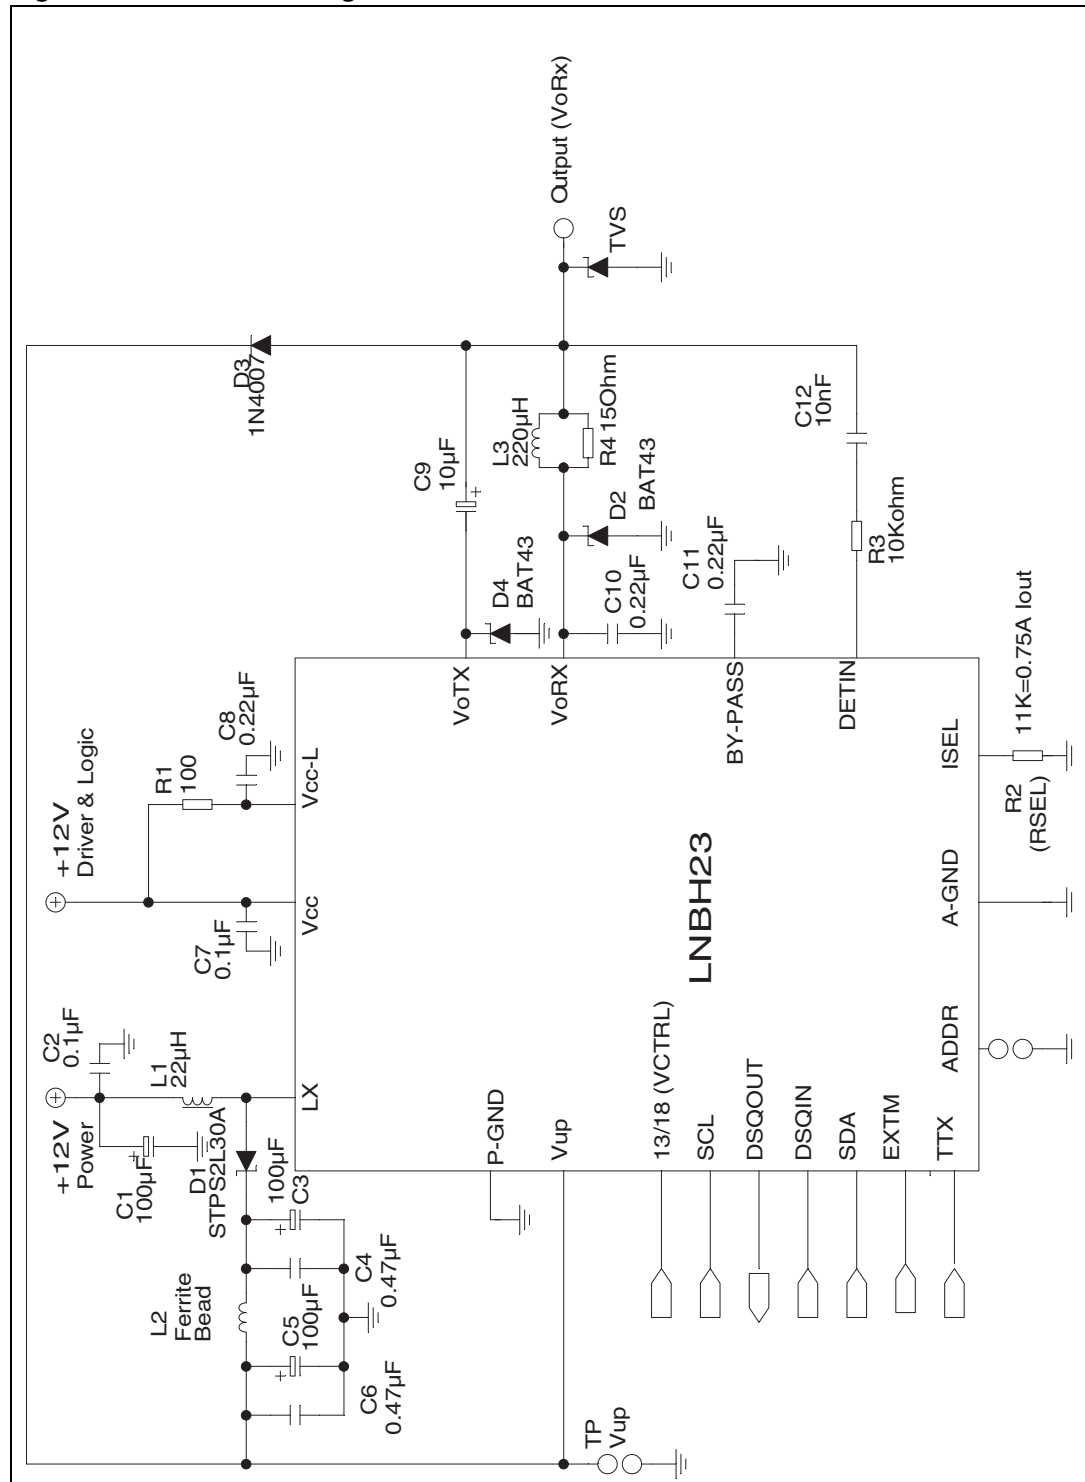 Output (VoRx)
TVS
D3
1N4007
C9
10µF
L3
220µH
R4 15Ohm
C12
10nF
D4
BAT43
D2
BAT43
C10
0.22µF
C11
0.22µF
R3
10Kohm
+12V
Driver & Logic
R1
100
C8
0.22µF
C7
0.1µF
+12V
Power
C2
0.1µF
L1
22µH
C1
100µF
D1
STPS2L30A
100µF
C3
C4
0.47µF
L2
Ferrite
Bead
C5
100µF
C6
0.47µF
TP
Vup
LX
Vcc
Vcc-L
VoTX
VoRX
BY-PASS
DETIN
LNBH23
P-GND
Vup
13/18 (VCTRL)
SCL
DSQOUT
DSQIN
SDA
EXTM
TTX
ADDR
A-GND
ISEL
R2
(RSEL)
11K=0.75A Iout